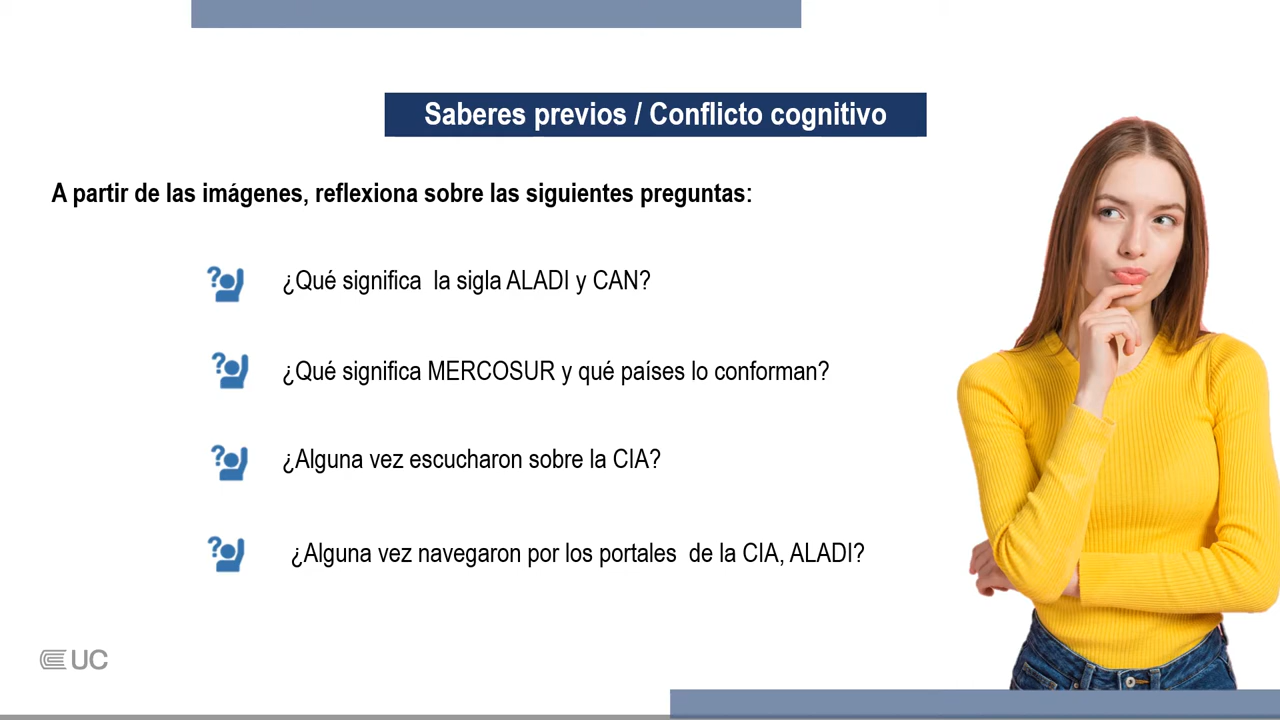 Saberes previos / Conflicto cognitivo
A partir de las imágenes, reflexiona sobre las siguientes preguntas:
¿Qué significa la sigla ALADI y CAN?
¿Qué significa MERCOSUR y qué países lo conforman?
¿Alguna vez escucharon sobre la CIA?
¿Alguna vez navegaron por los portales de la CIA, ALADI?
UC